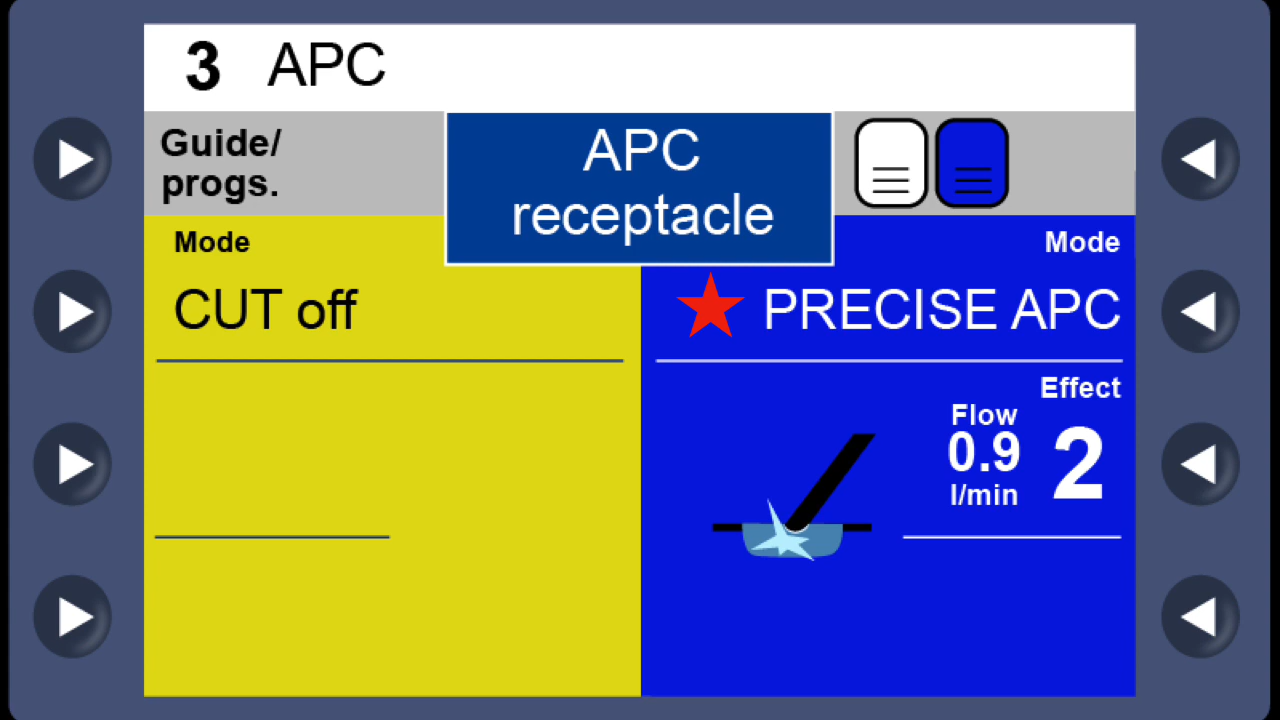 3 APC
Guide/
progs.
APC
receptacle
Mode
CUT off
Mode
PRECISE APC
Effect
Flow
0.9
l/min
2